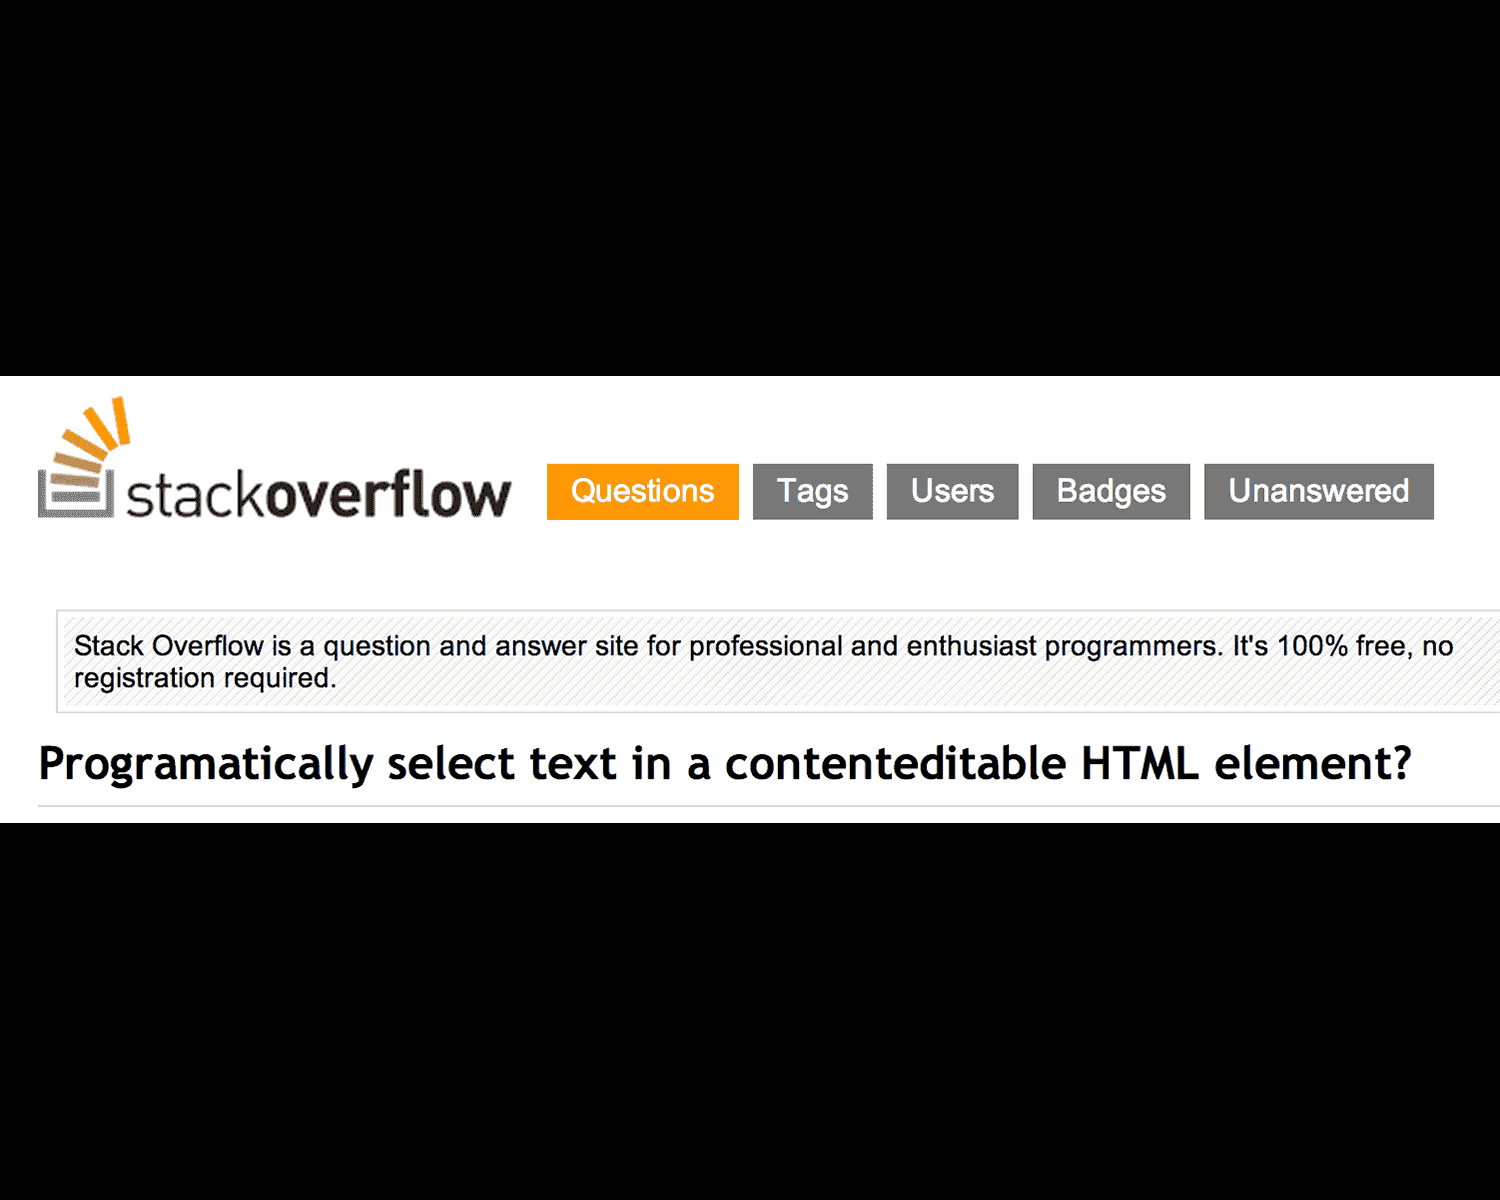 stackoverflow
Questions Tags Users Badges Unanswered
Stack Overflow is a question and answer site for professional and enthusiast programmers. It's 100% free, no
registration required.
Programatically select text in a contenteditable HTML element?